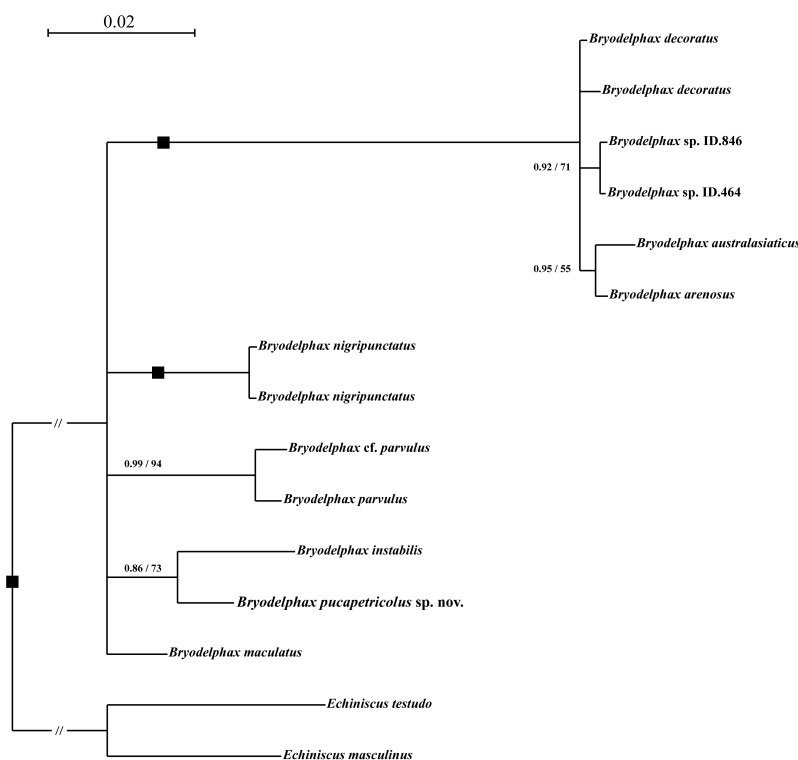 0.02
Bryodelphax decoratus
Bryodelphax decoratus
Bryodelphax sp. ID.846
0.92 / 71
Bryodelphax sp. ID.464
Bryodelphax australasiaticus
0.95 / 55
Bryodelphax arenosus
Bryodelphax nigripunctatus
Bryodelphax nigripunctatus
//
Bryodelphax cf. parvulus
0.99 / 94
Bryodelphax parvulus
Bryodelphax instabilis
0.86 / 73
Bryodelphax pucapetricolus sp. nov.
Bryodelphax maculatus
Echiniscus testudo
//
Echiniscus masculinus